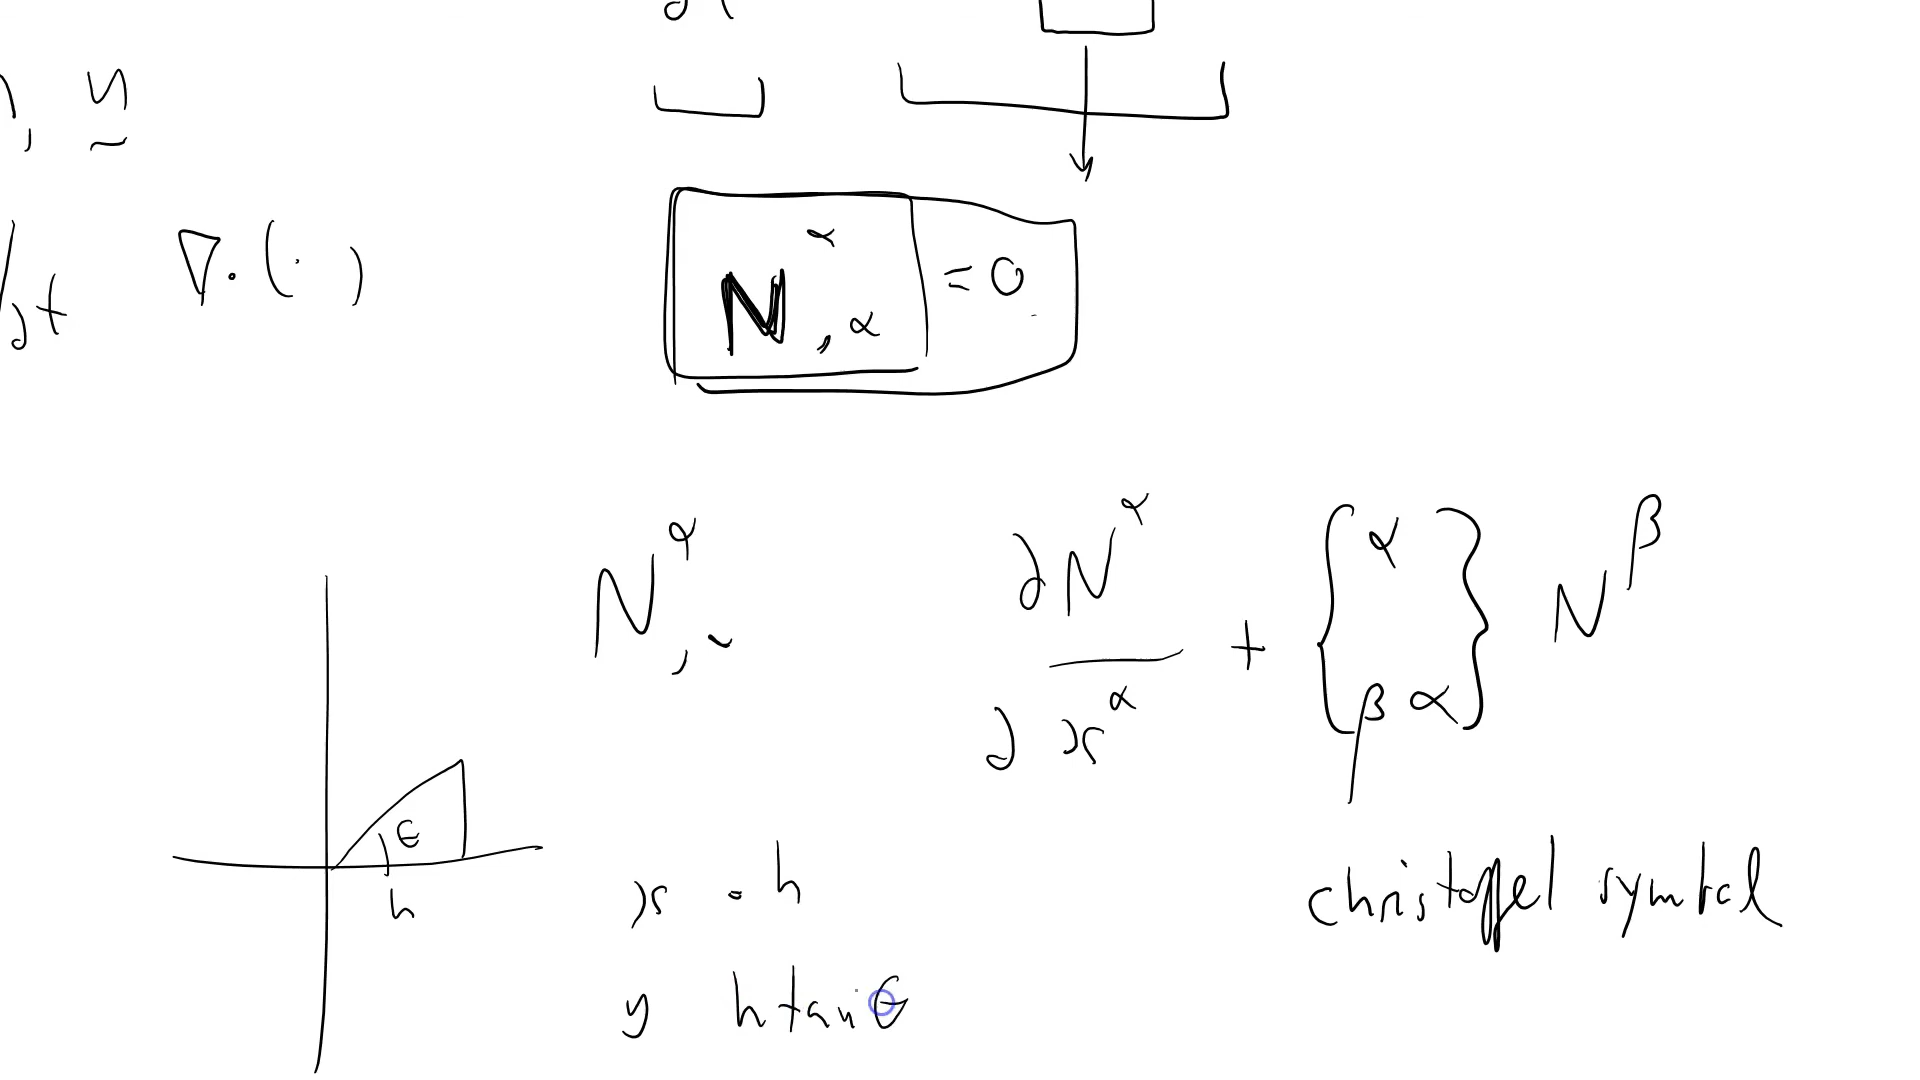 , n
∂t ∇·(·)
N^α_{,α} = 0
N^α_, ∂N^α/∂x^α + {α βα} N^β
θ
h
x = h
christoffel symbol
y h tan θ